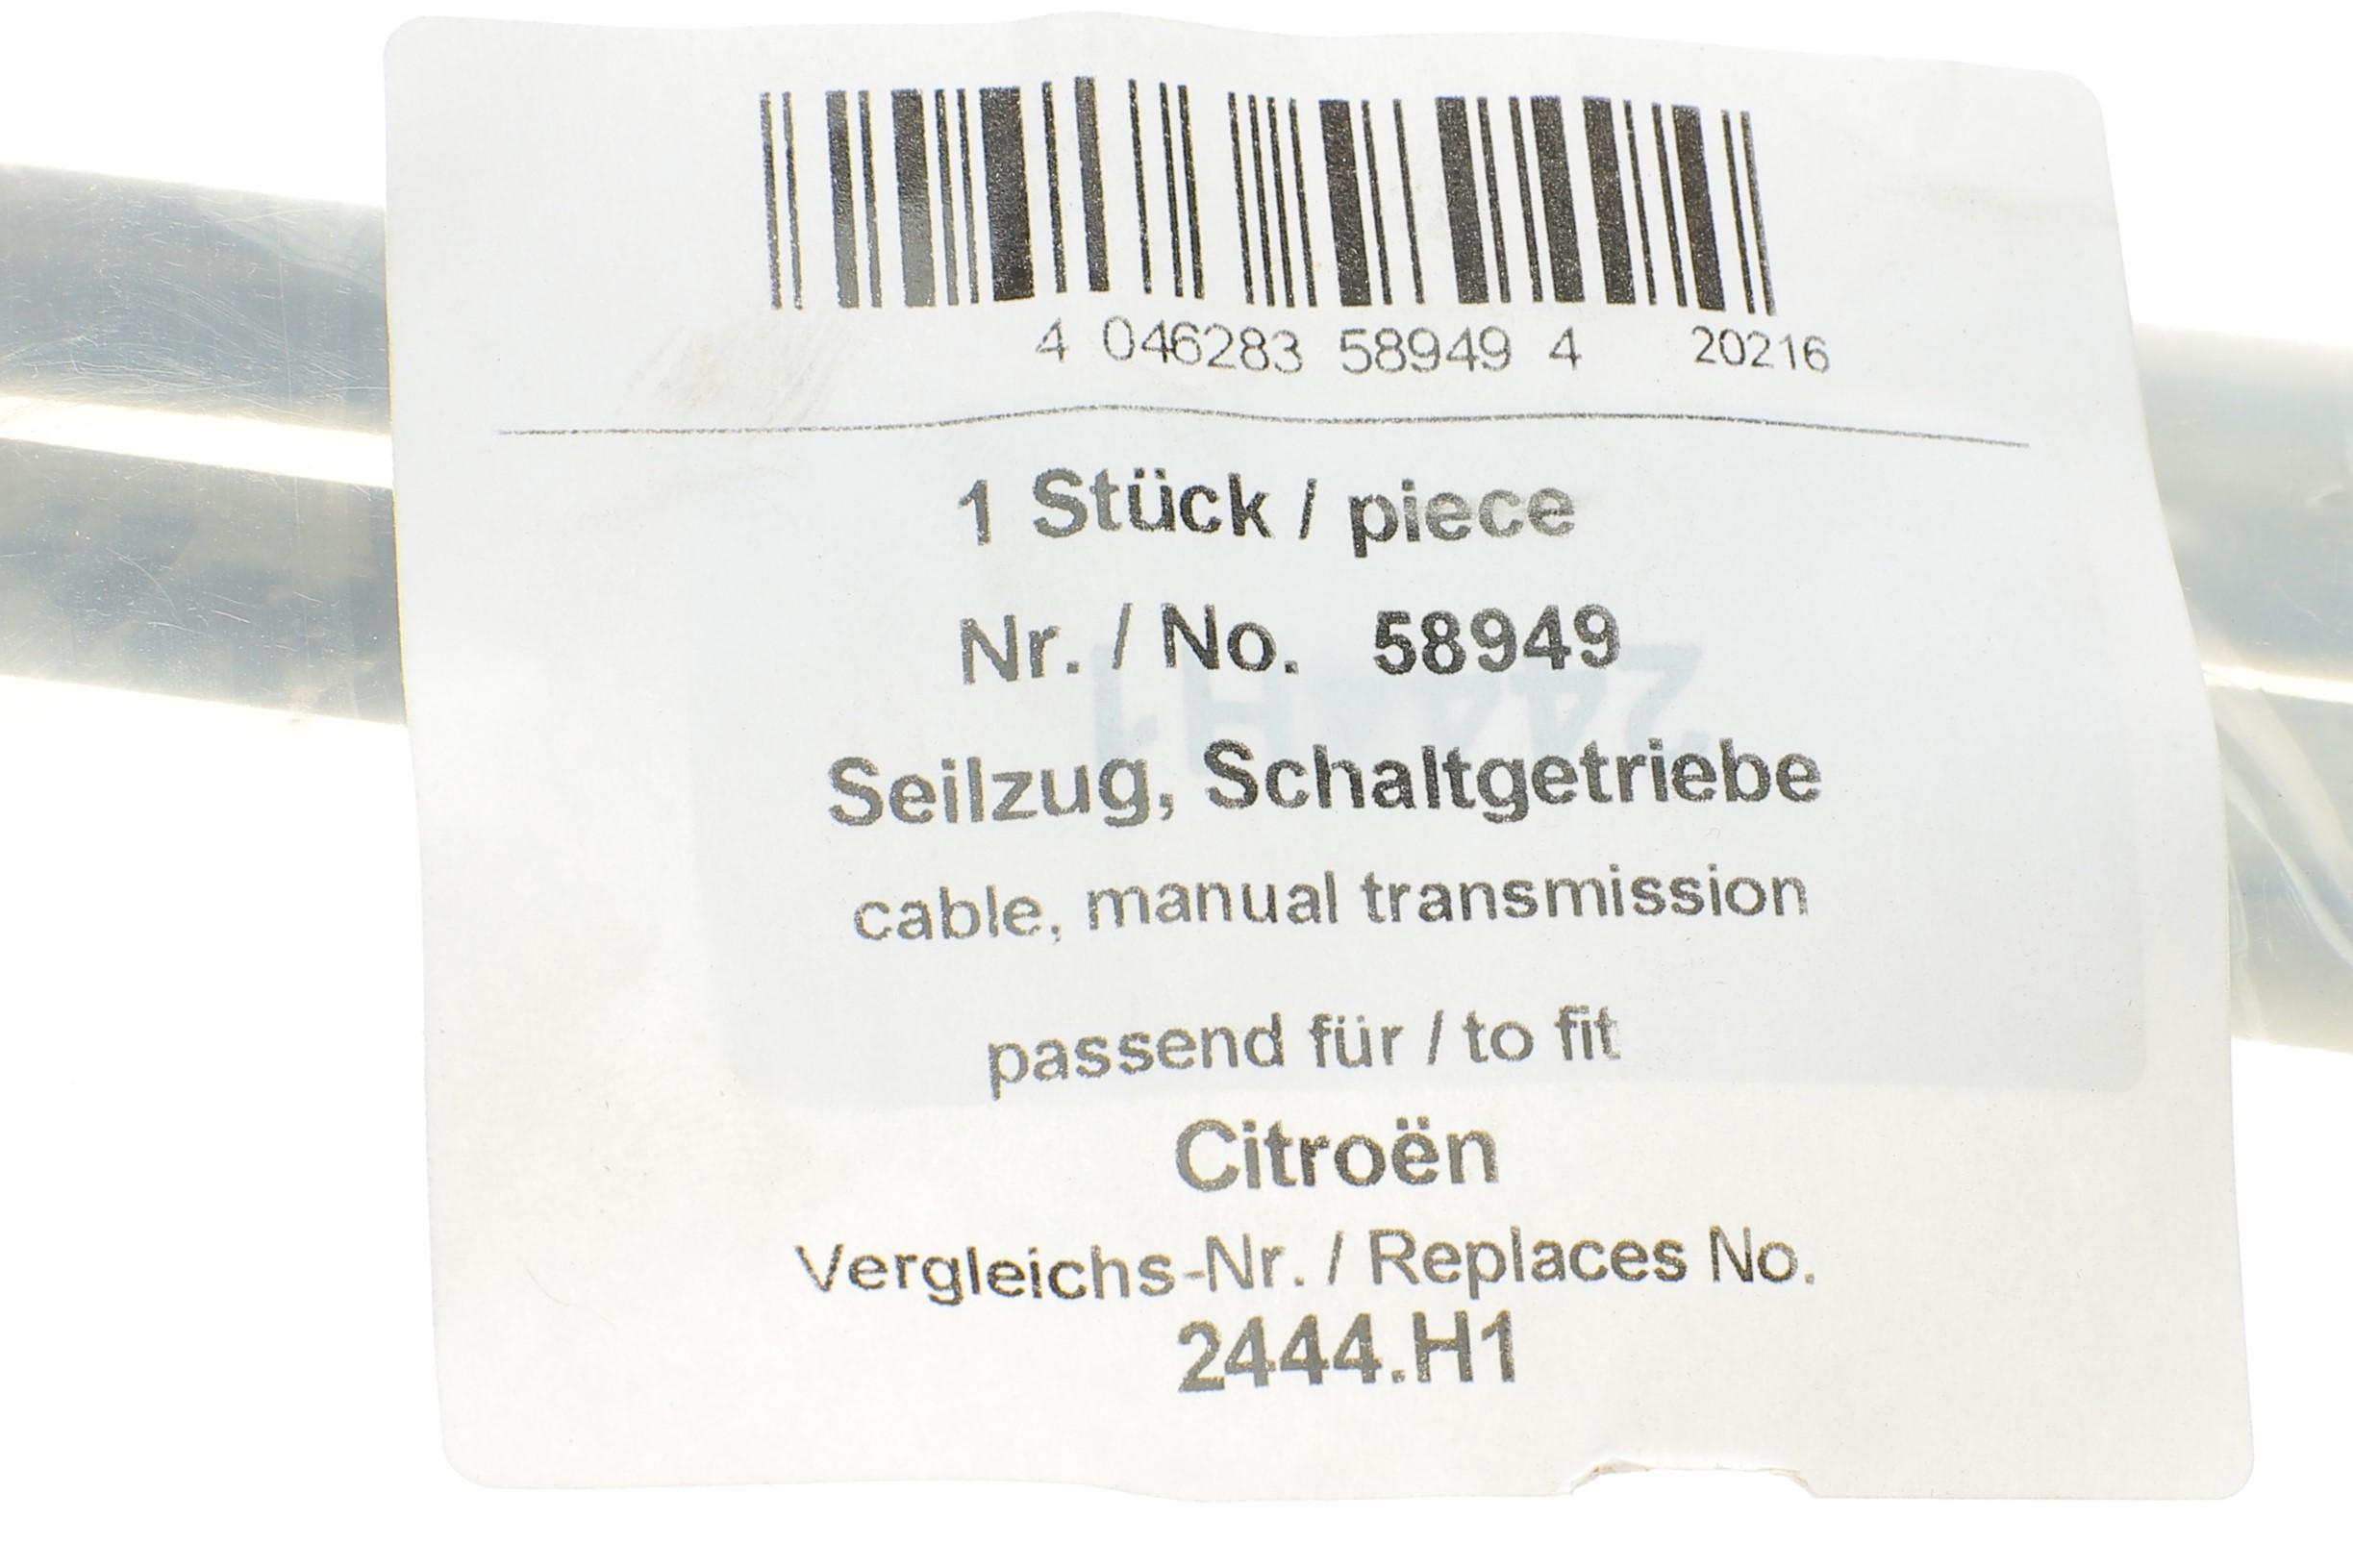 4 046283 58949 4 20216
1 Stück / piece
Nr. / No. 58949
Seilzug, Schaltgetriebe
cable, manual transmission
passend für / to fit
Citroën
Vergleichs-Nr. / Replaces No.
2444.H1